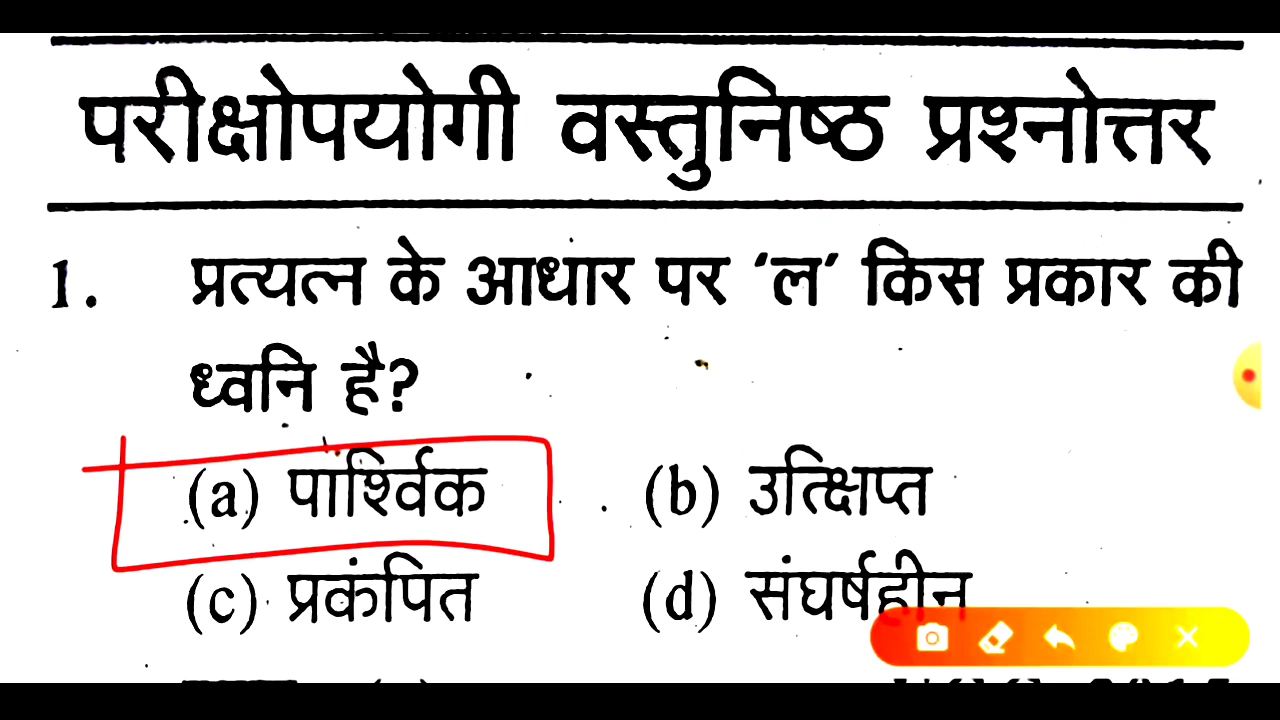 परीक्षोपयोगी वस्तुनिष्ठ प्रश्नोत्तर
1. प्रत्यत्न के आधार पर ‘ल’ किस प्रकार की
ध्वनि है?
(a) पार्श्विक (b) उत्क्षिप्त
(c) प्रकंपित (d) संघर्षहीन